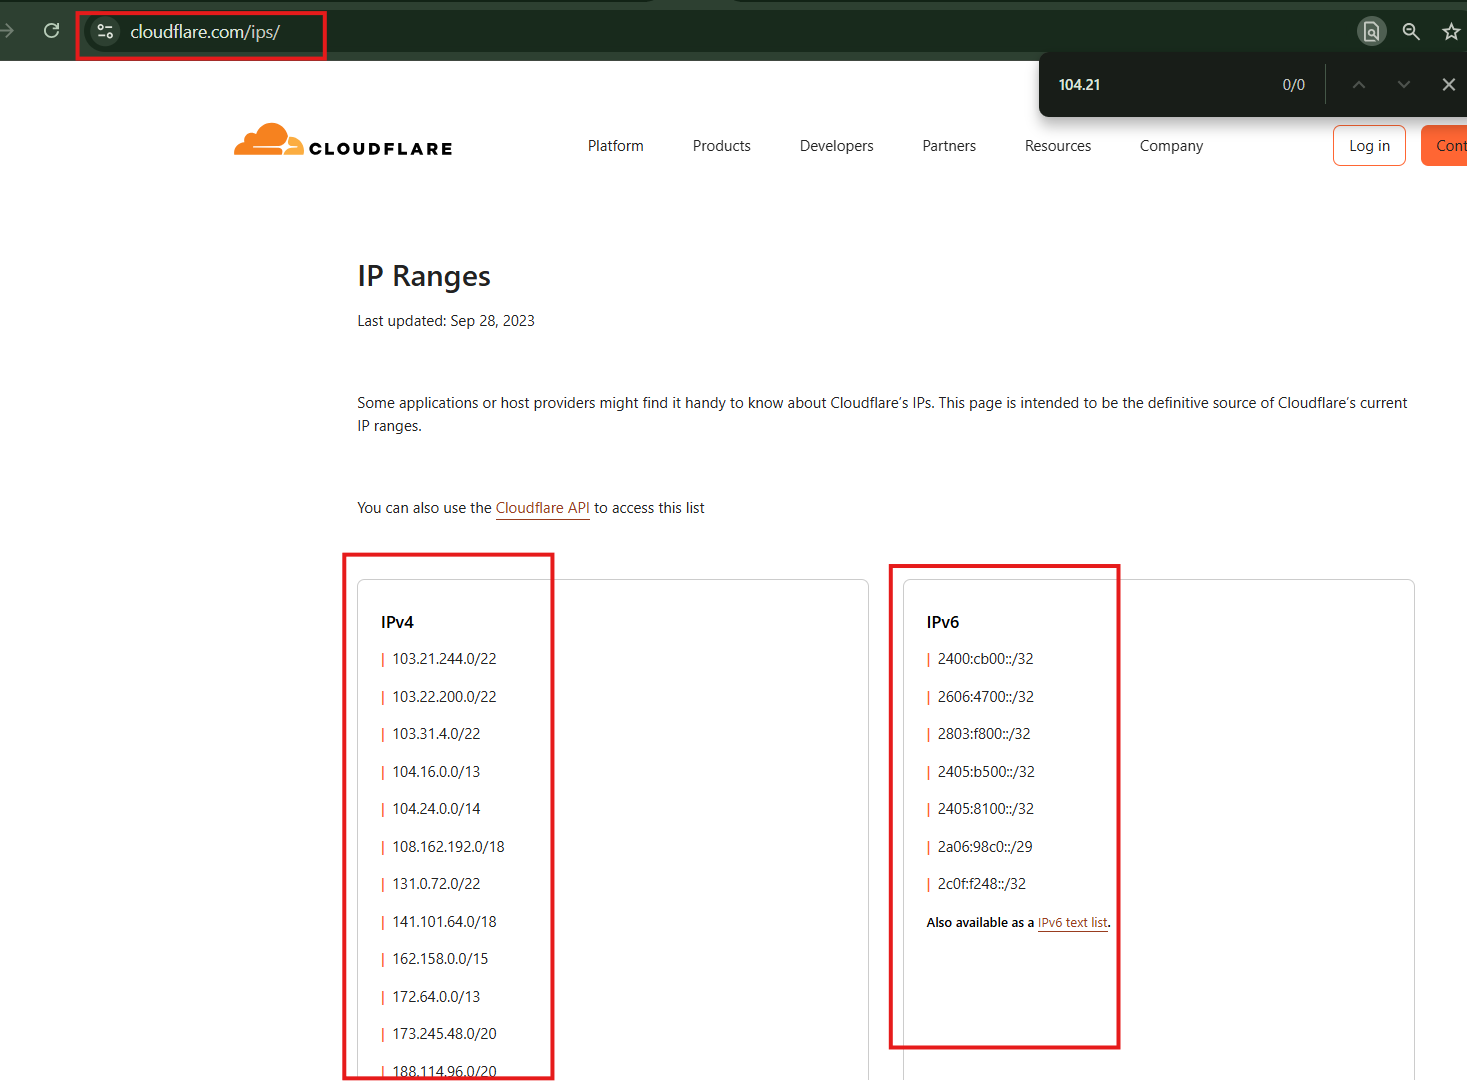 cloudflare.com/ips/
104.21 0/0
CLOUDFLARE
Platform Products Developers Partners Resources Company Log in Cont
IP Ranges
Last updated: Sep 28, 2023
Some applications or host providers might find it handy to know about Cloudflare’s IPs. This page is intended to be the definitive source of Cloudflare’s current
IP ranges.
You can also use the Cloudflare API to access this list
IPv4
| 103.21.244.0/22
| 103.22.200.0/22
| 103.31.4.0/22
| 104.16.0.0/13
| 104.24.0.0/14
| 108.162.192.0/18
| 131.0.72.0/22
| 141.101.64.0/18
| 162.158.0.0/15
| 172.64.0.0/13
| 173.245.48.0/20
| 188.114.96.0/20
IPv6
| 2400:cb00::/32
| 2606:4700::/32
| 2803:f800::/32
| 2405:b500::/32
| 2405:8100::/32
| 2a06:98c0::/29
| 2c0f:f248::/32
Also available as a IPv6 text list.